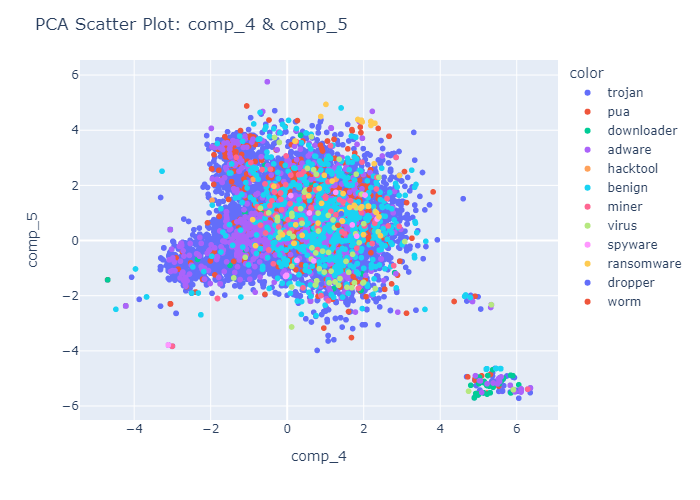 PCA Scatter Plot: comp_4 & comp_5
color
trojan
pua
downloader
adware
hacktool
benign
miner
virus
spyware
ransomware
dropper
worm
comp_5
6
4
2
0
−2
−4
−6
−4
−2
0
2
4
6
comp_4